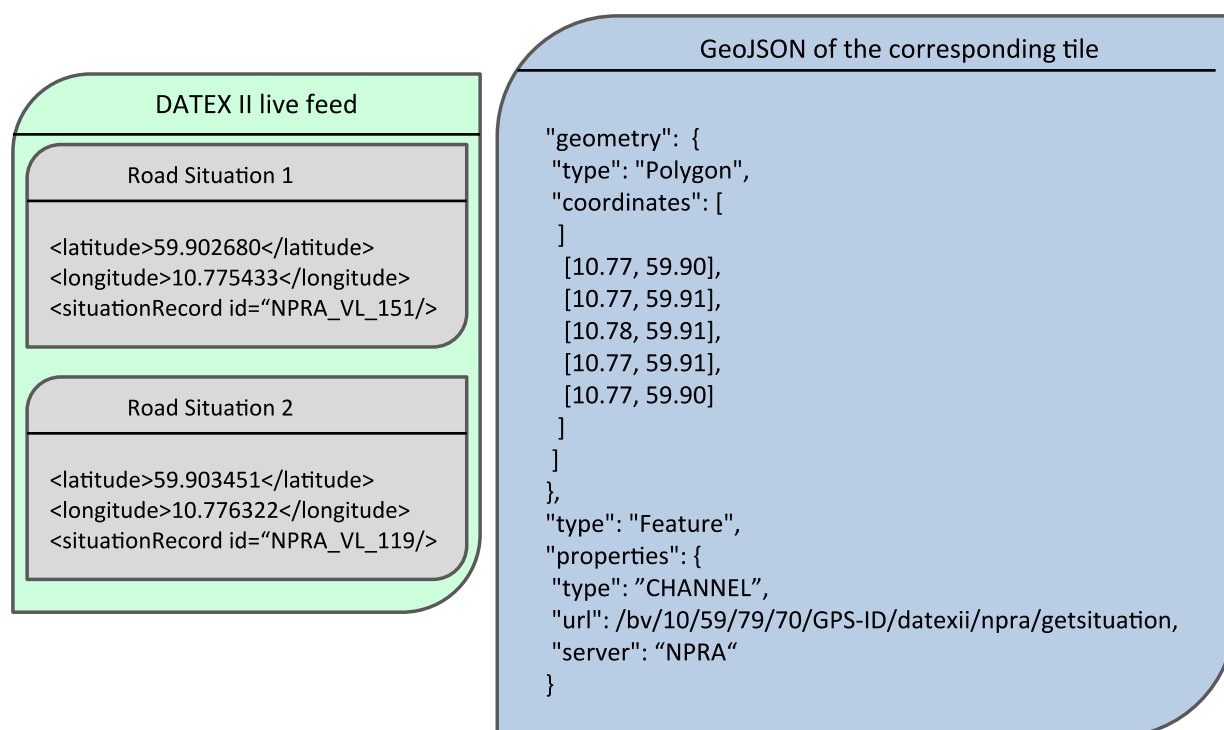 DATEX II live feed
Road Situation 1
<latitude>59.902680</latitude>
<longitude>10.775433</longitude>
<situationRecord id=“NPRA_VL_151/>
Road Situation 2
<latitude>59.903451</latitude>
<longitude>10.776322</longitude>
<situationRecord id=“NPRA_VL_119/>
GeoJSON of the corresponding tile
"geometry": {
"type": "Polygon",
"coordinates": [
]
[10.77, 59.90],
[10.77, 59.91],
[10.78, 59.91],
[10.77, 59.91],
[10.77, 59.90]
]
]
},
"type": "Feature",
"properties": {
"type": ”CHANNEL”,
"url": /bv/10/59/79/70/GPS-ID/datexii/npra/getsituation,
"server": “NPRA“
}